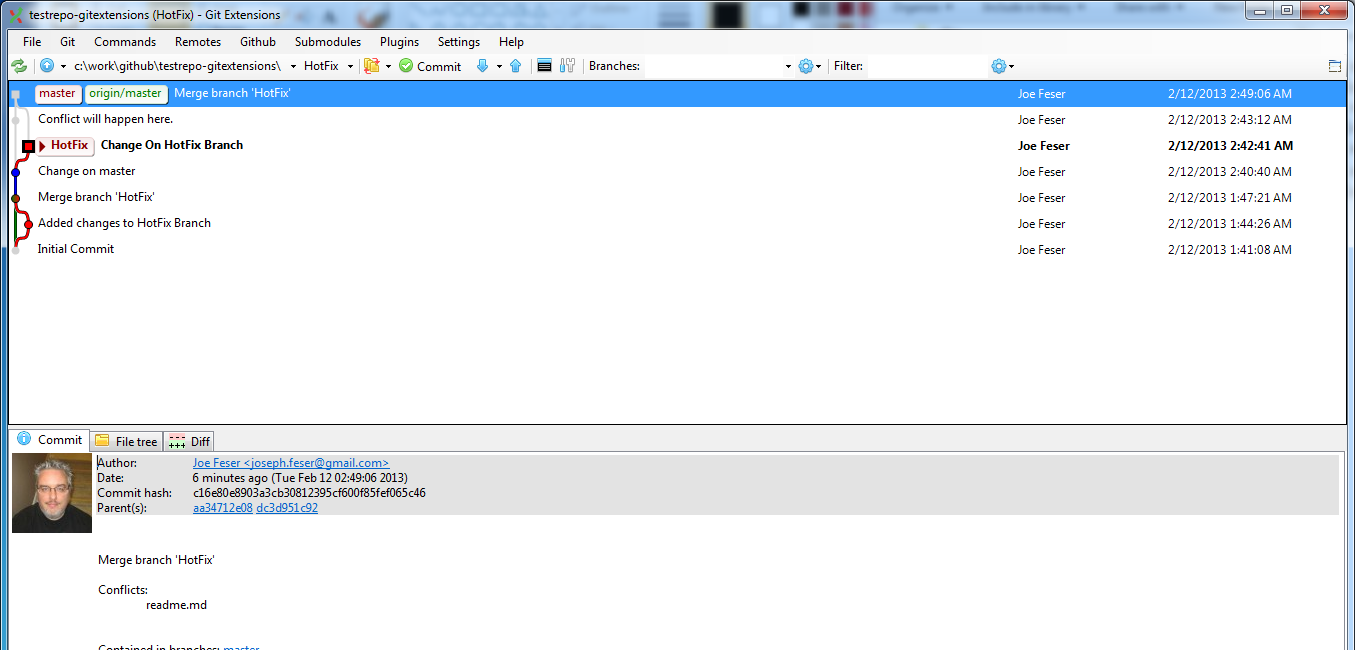 testrepo-gitextensions (HotFix) - Git Extensions
File Git Commands Remotes Github Submodules Plugins Settings Help
c:\work\github\testrepo-gitextensions\ HotFix Commit Branches: Filter:
master origin/master Merge branch 'HotFix' Joe Feser 2/12/2013 2:49:06 AM
Conflict will happen here. Joe Feser 2/12/2013 2:43:12 AM
HotFix Change On HotFix Branch Joe Feser 2/12/2013 2:42:41 AM
Change on master Joe Feser 2/12/2013 2:40:40 AM
Merge branch 'HotFix' Joe Feser 2/12/2013 1:47:21 AM
Added changes to HotFix Branch Joe Feser 2/12/2013 1:44:26 AM
Initial Commit Joe Feser 2/12/2013 1:41:08 AM
Commit File tree Diff
Author: Joe Feser <joseph.feser@gmail.com>
Date: 6 minutes ago (Tue Feb 12 02:49:06 2013)
Commit hash: c16e80e8903a3cb30812395cf600f85fef065c46
Parent(s): aa34712e08 dc3d951c92
Merge branch 'HotFix'
Conflicts:
readme.md
Contained in branches: master